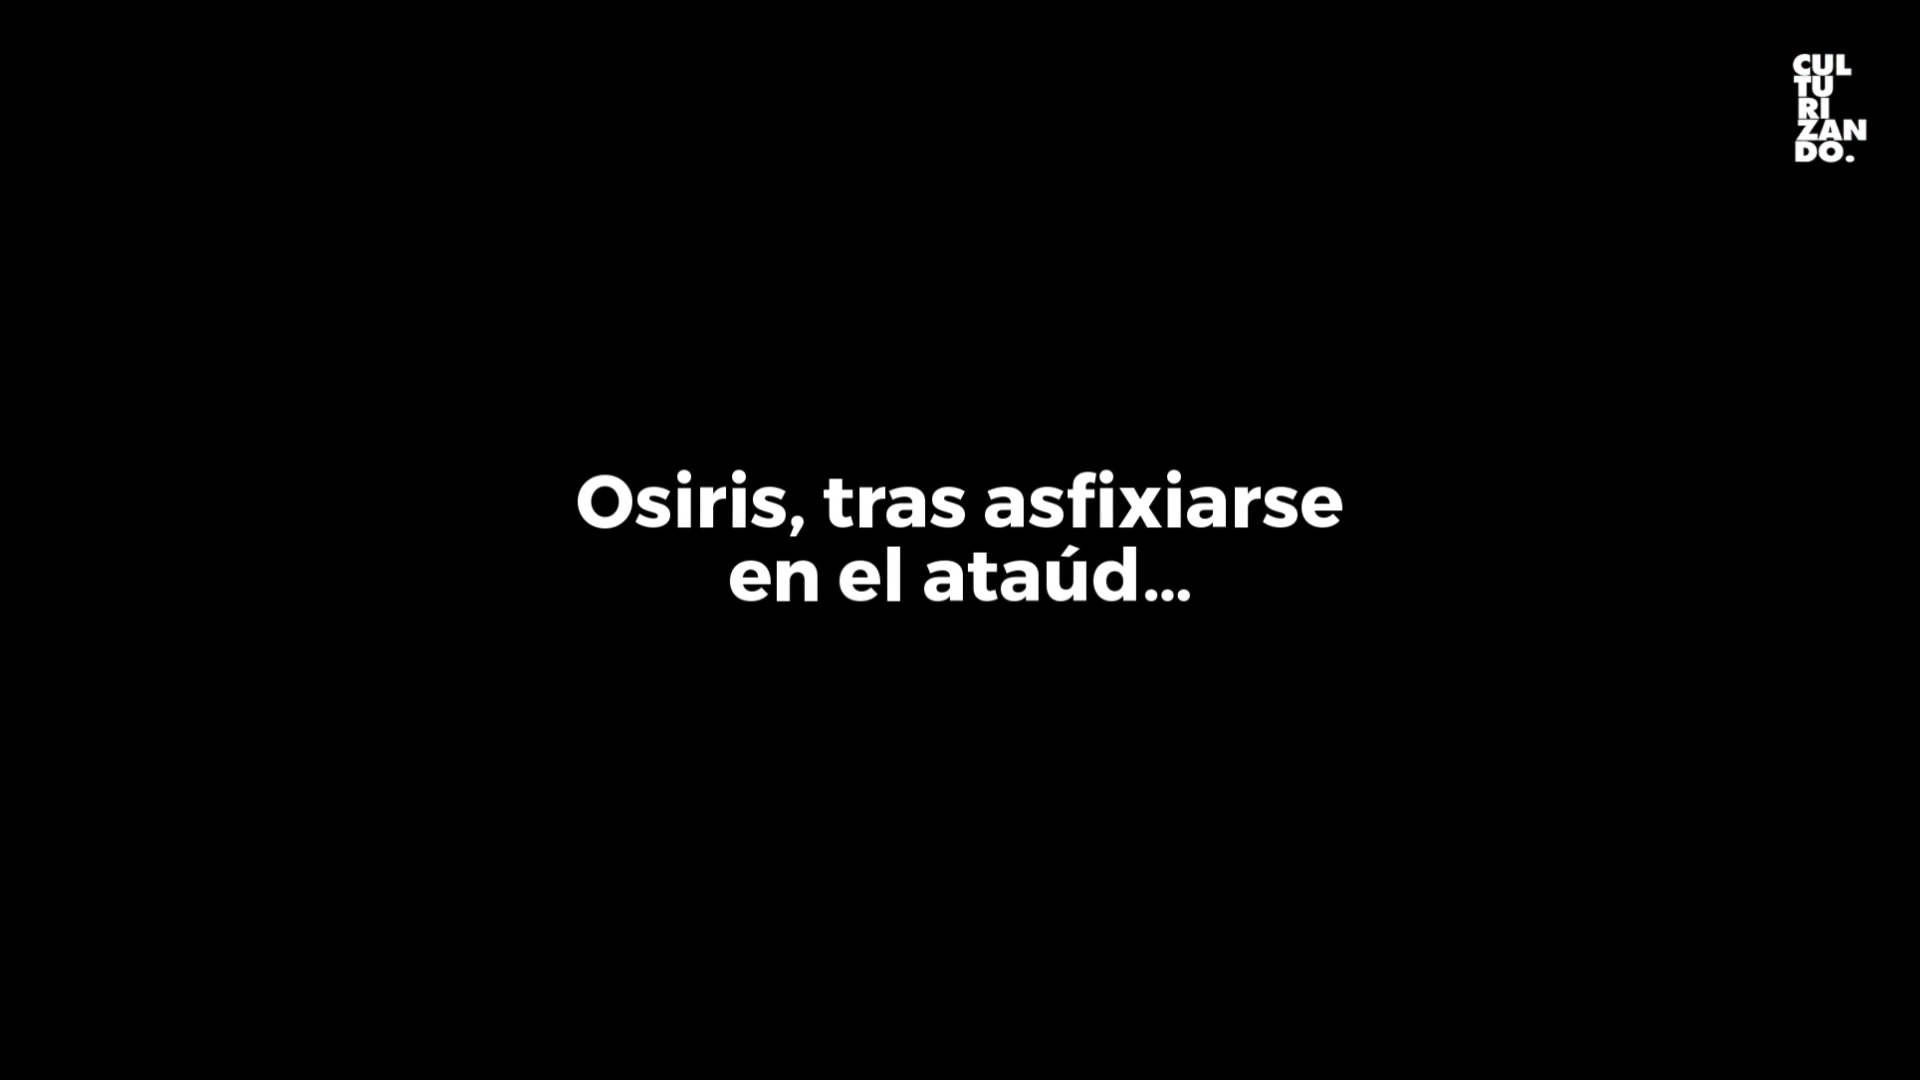 CUL
TU
RI
ZAN
DO.
Osiris, tras asfixiarse
en el ataúd...